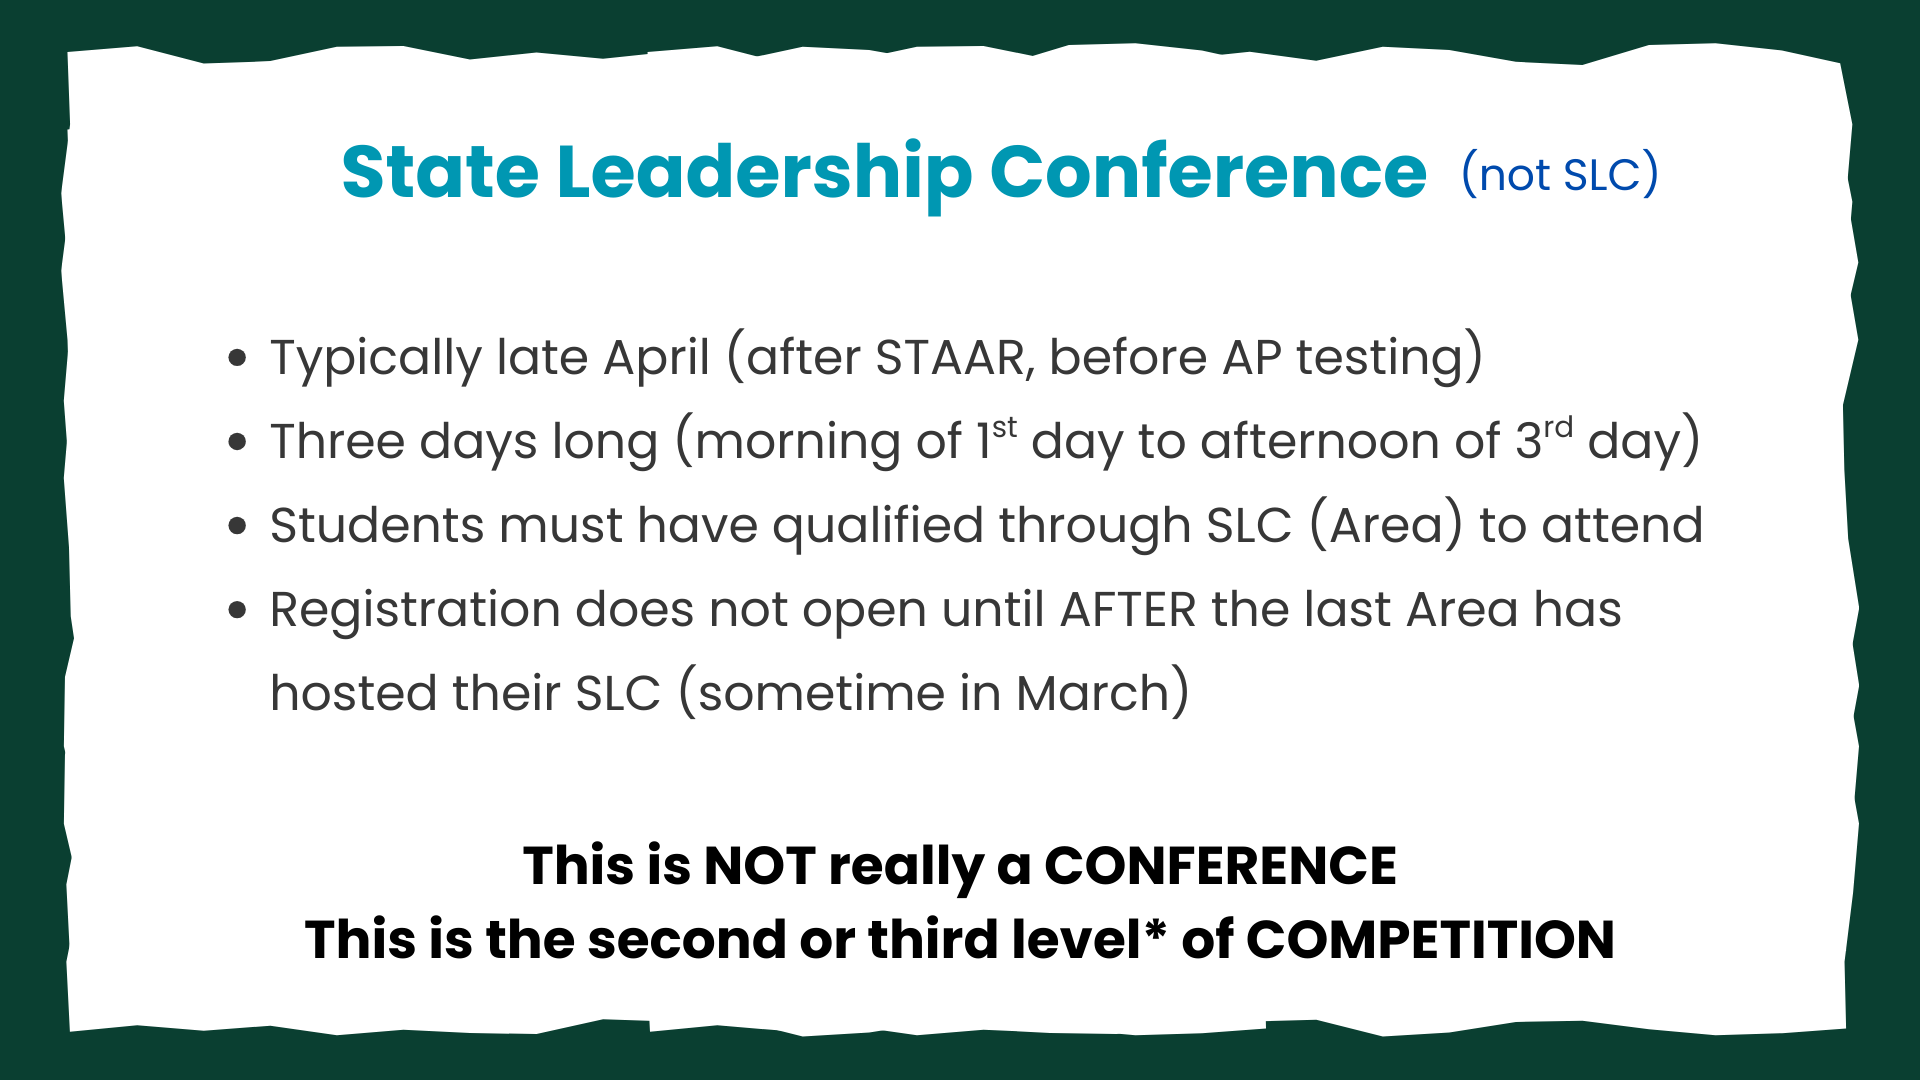 State Leadership Conference (not SLC)
• Typically late April (after STAAR, before AP testing)
• Three days long (morning of 1st day to afternoon of 3rd day)
• Students must have qualified through SLC (Area) to attend
• Registration does not open until AFTER the last Area has
hosted their SLC (sometime in March)
This is NOT really a CONFERENCE
This is the second or third level* of COMPETITION